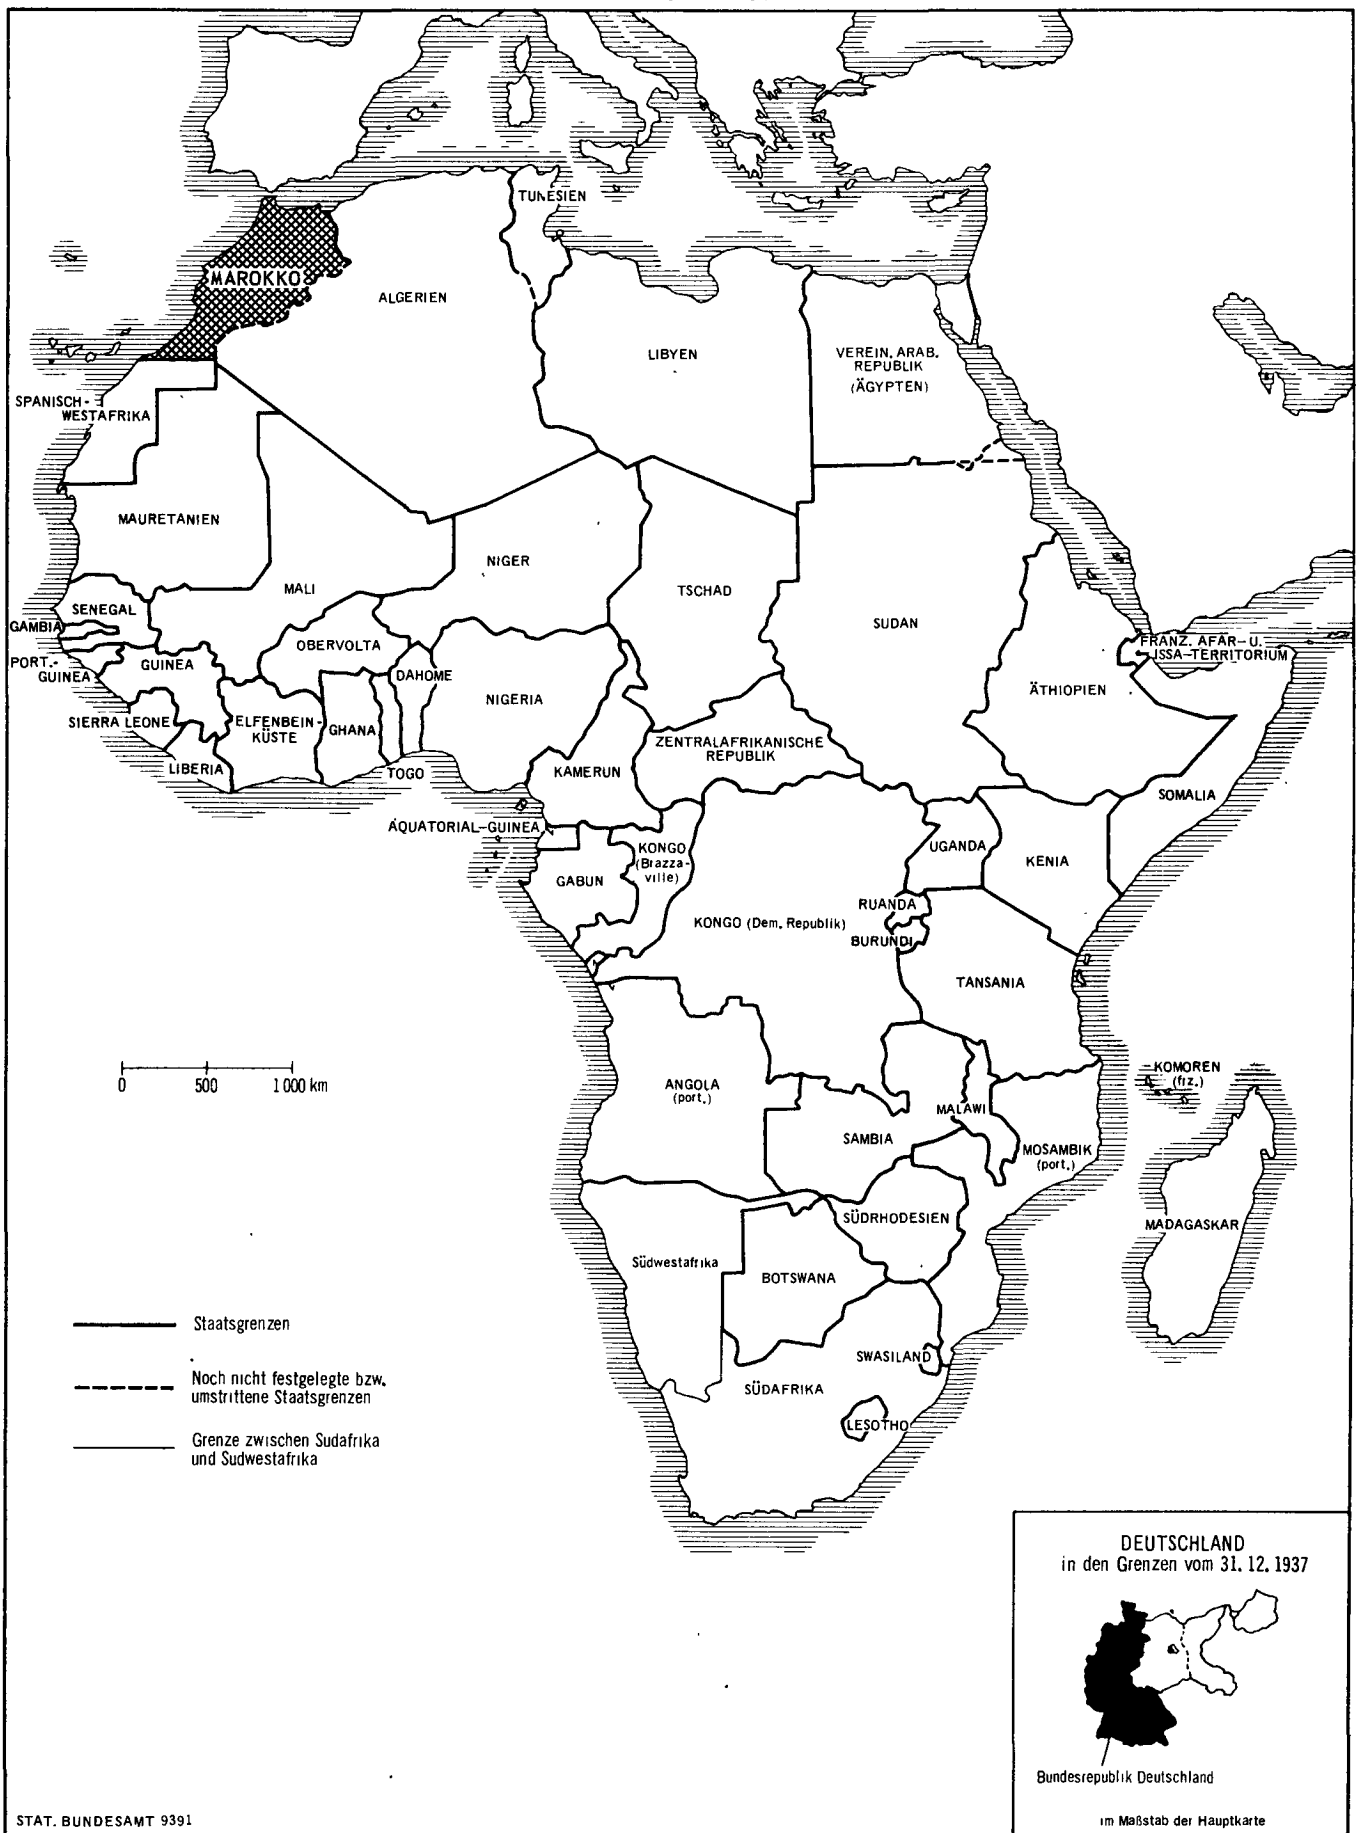 TUNESIEN
MAROKKO
ALGERIEN
LIBYEN
VEREIN. ARAB.
REPUBLIK
(ÄGYPTEN)
SPANISCH-
WESTAFRIKA
MAURETANIEN
MALI
NIGER
TSCHAD
SUDAN
SENEGAL
GAMBIA
PORT.-
GUINEA
GUINEA
OBERVOLTA
DAHOME
NIGERIA
FRANZ. AFAR- U.
ISSA-TERRITORIUM
ÄTHIOPIEN
SIERRA LEONE
ELFENBEIN-
KÜSTE
GHANA
LIBERIA
TOGO
KAMERUN
ZENTRALAFRIKANISCHE
REPUBLIK
SOMALIA
ÄQUATORIAL-GUINEA
KONGO
(Brazza-
ville)
GABUN
UGANDA
KENIA
RUANDA
KONGO (Dem. Republik)
BURUNDI
TANSANIA
0 500 1000 km
ANGOLA
(port.)
KOMOREN
(frz.)
MALAWI
SAMBIA
MOSAMBIK
(port.)
SÜDRHODESIEN
MADAGASKAR
Südwestafrika
BOTSWANA
SWASILAND
SÜDAFRIKA
LESOTHO
Staatsgrenzen
Noch nicht festgelegte bzw.
umstrittene Staatsgrenzen
Grenze zwischen Sudafrika
und Sudwestafrika
DEUTSCHLAND
in den Grenzen vom 31. 12. 1937
Bundesrepublik Deutschland
im Maßstab der Hauptkarte
STAT. BUNDESAMT 9391